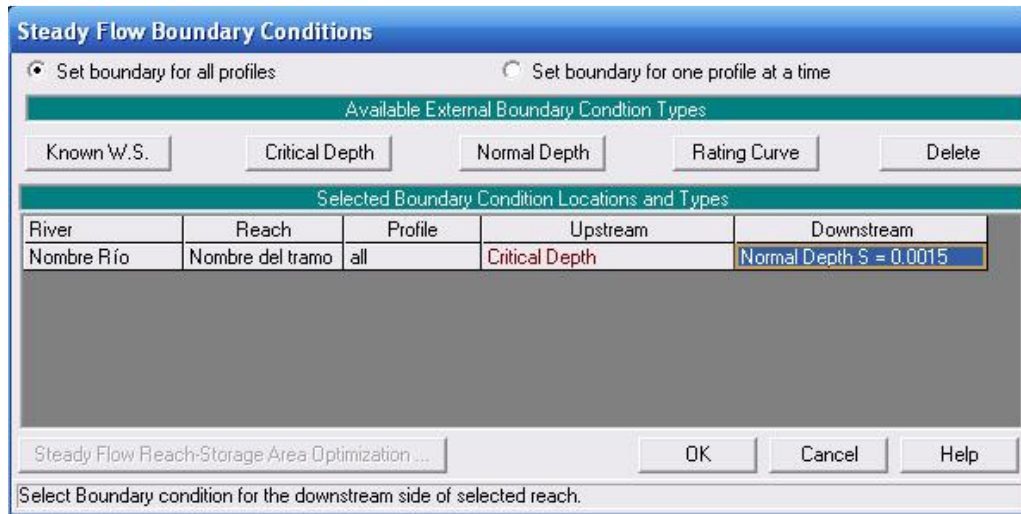 Steady Flow Boundary Conditions
Set boundary for all profiles Set boundary for one profile at a time
Available External Boundary Condtion Types
Known W.S. Critical Depth Normal Depth Rating Curve Delete
Selected Boundary Condition Locations and Types
River Reach Profile Upstream Downstream
Nombre Río Nombre del tramo all Critical Depth Normal Depth S = 0.0015
Steady Flow Reach-Storage Area Optimization ... OK Cancel Help
Select Boundary condition for the downstream side of selected reach.